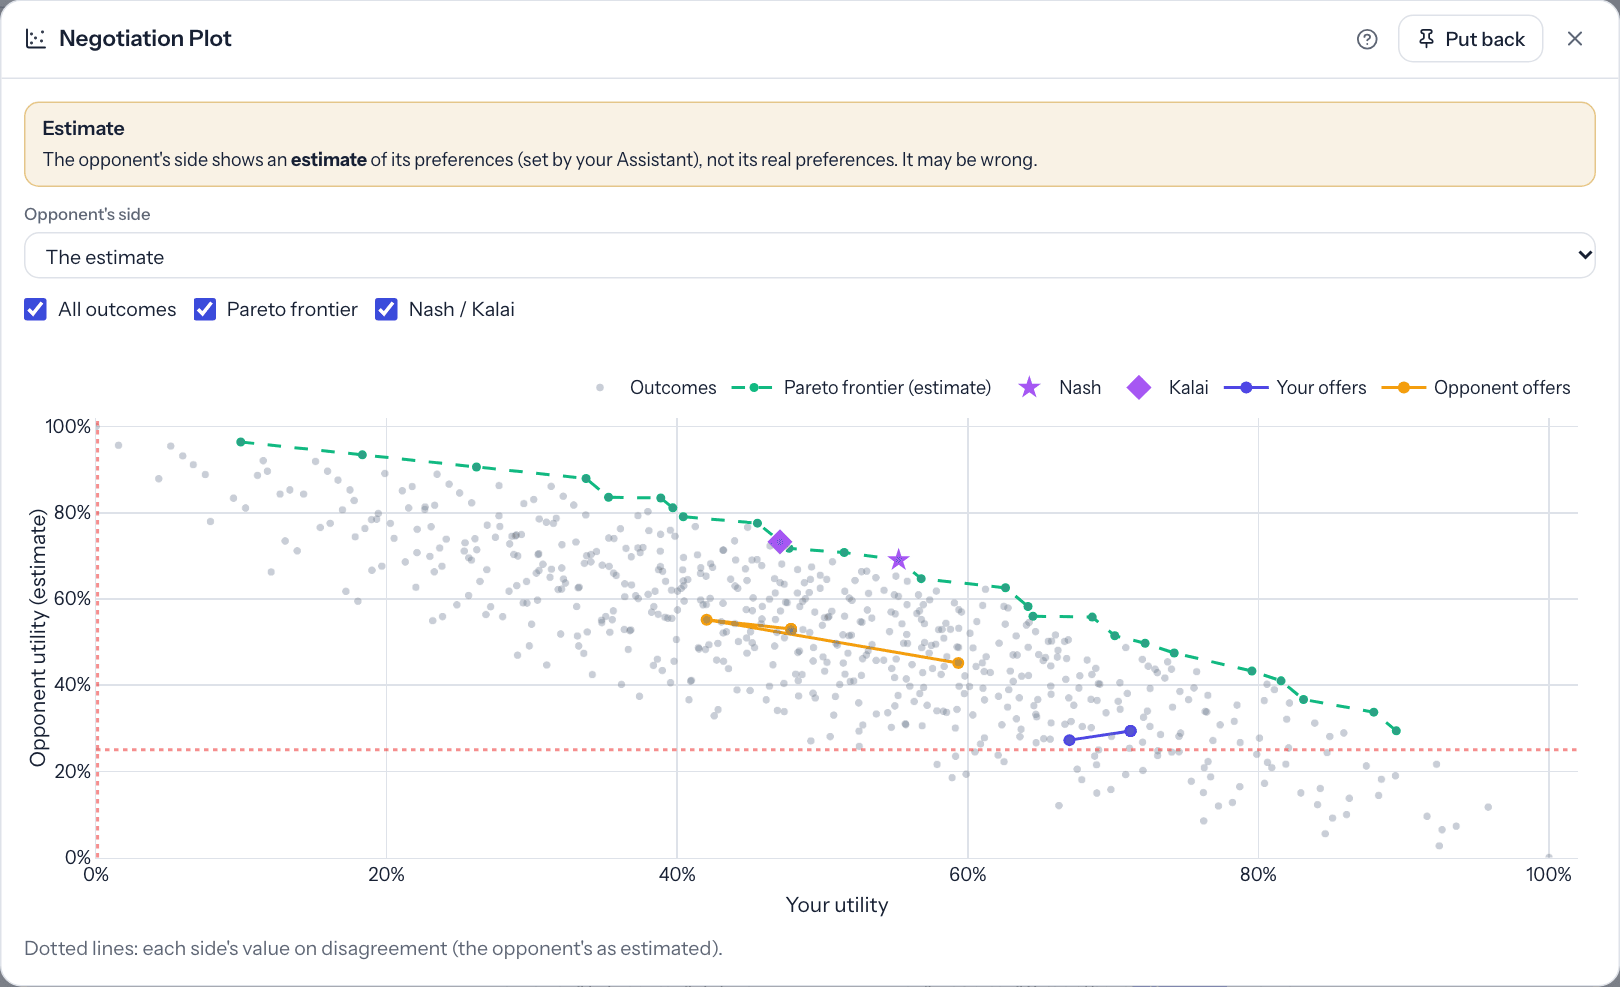 Negotiation Plot
Put back
Estimate
The opponent's side shows an estimate of its preferences (set by your Assistant), not its real preferences. It may be wrong.
Opponent's side
The estimate
All outcomes Pareto frontier Nash / Kalai
Outcomes Pareto frontier (estimate) Nash Kalai Your offers Opponent offers
Opponent utility (estimate)
100%
80%
60%
40%
20%
0%
0% 20% 40% 60% 80% 100%
Your utility
Dotted lines: each side's value on disagreement (the opponent's as estimated).